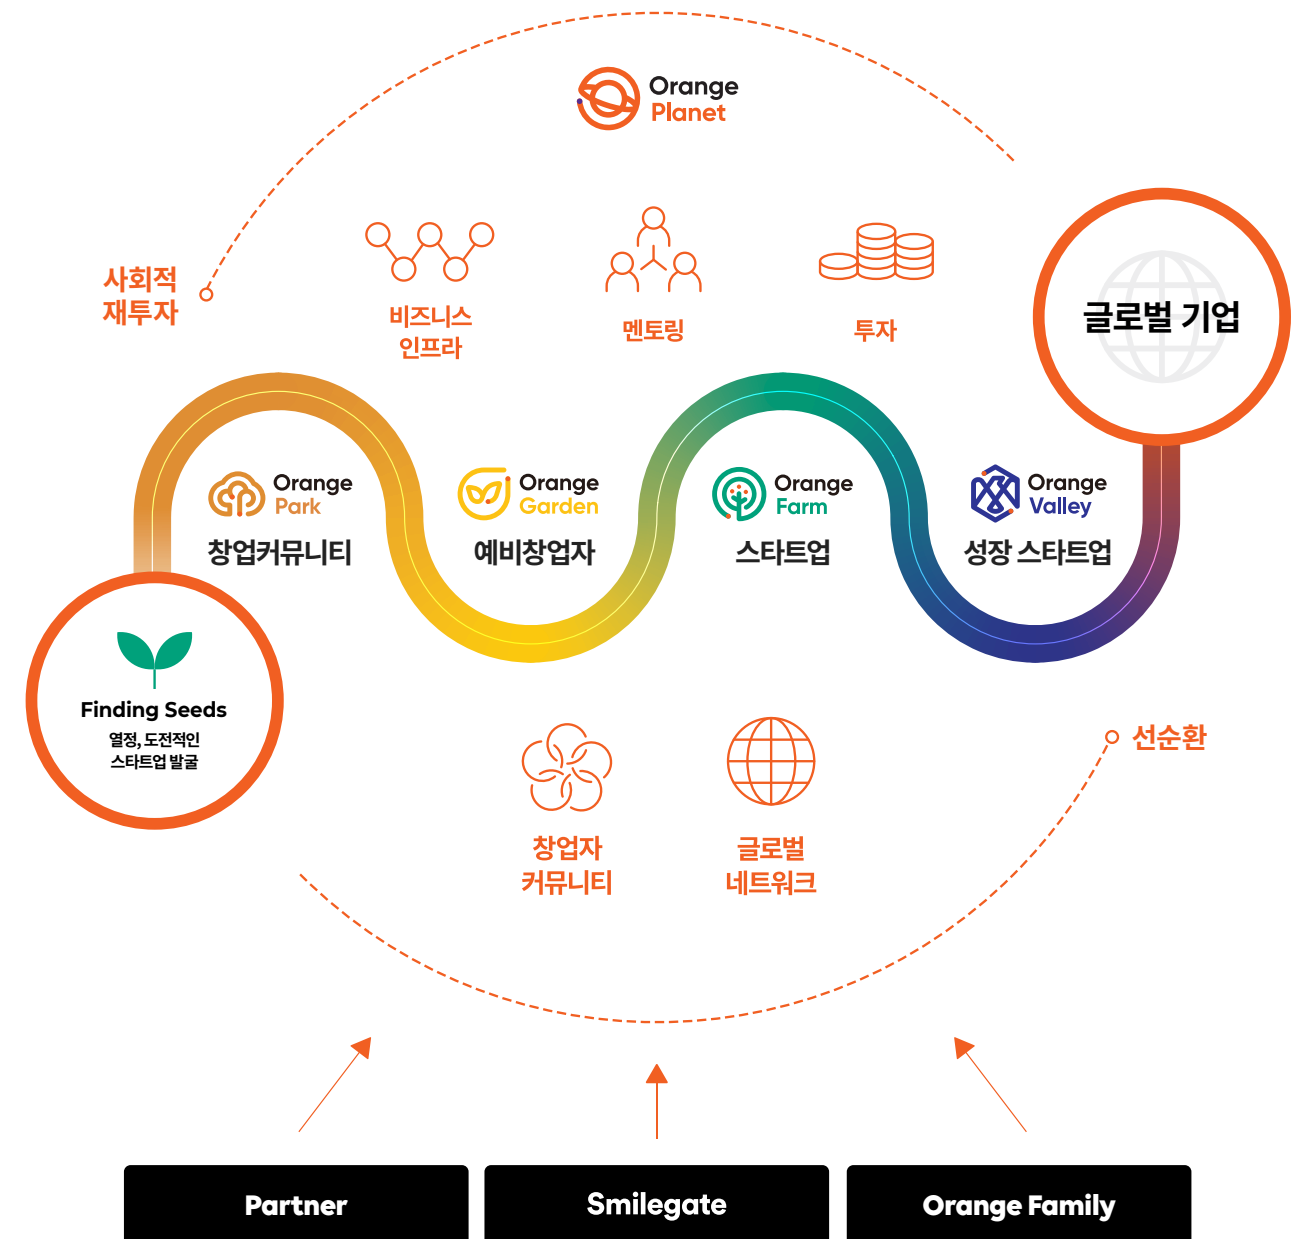 Orange
Planet
사회적
재투자
비즈니스
인프라
멘토링
투자
글로벌 기업
Orange
Park
창업커뮤니티
Orange
Garden
예비창업자
Orange
Farm
스타트업
Orange
Valley
성장 스타트업
Finding Seeds
열정, 도전적인
스타트업 발굴
선순환
창업자
커뮤니티
글로벌
네트워크
Partner
Smilegate
Orange Family